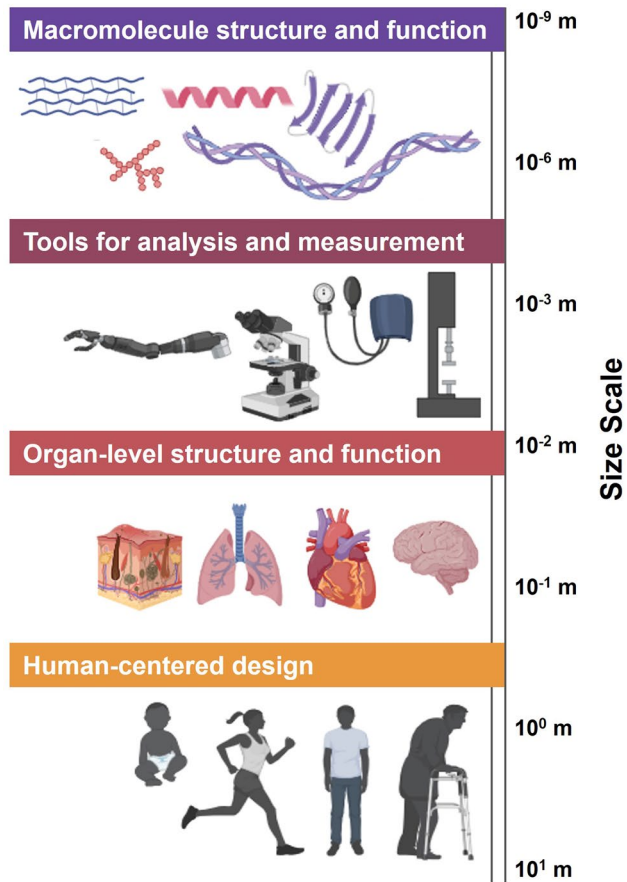 Macromolecule structure and function
10⁻⁹ m
10⁻⁶ m
Tools for analysis and measurement
10⁻³ m
Organ-level structure and function
10⁻² m
10⁻¹ m
Human-centered design
10⁰ m
10¹ m
Size Scale